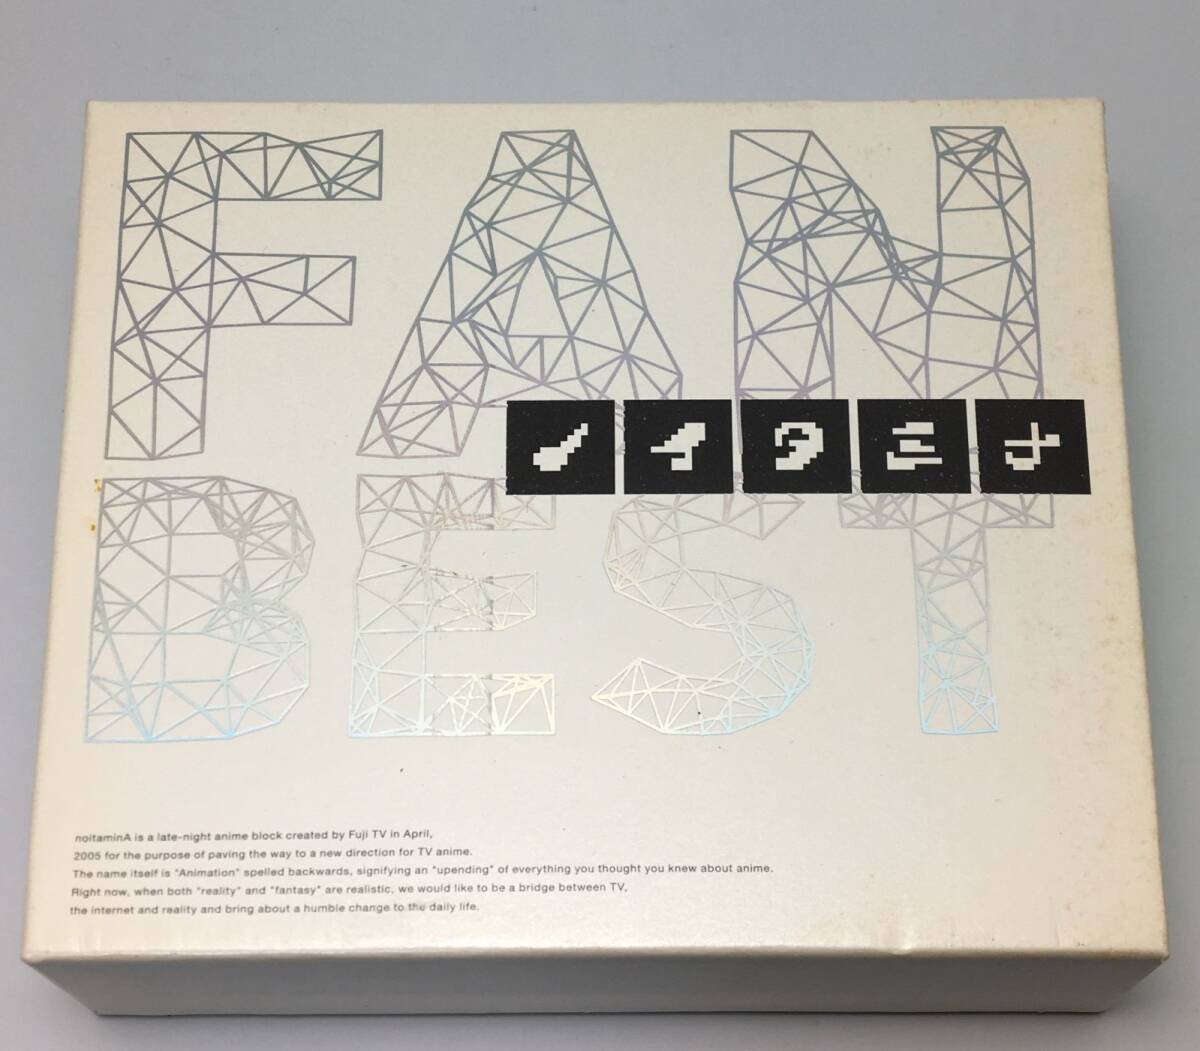 FAN
ノイタミナ
BEST
noitaminA is a late-night anime block created by Fuji TV in April,
2005 for the purpose of paving the way to a new direction for TV anime.
The name itself is "Animation" spelled backwards, signifying an "upending" of everything you thought you knew about anime.
Right now, when both "reality" and "fantasy" are realistic, we would like to be a bridge between TV,
the internet and reality and bring about a humble change to the daily life.